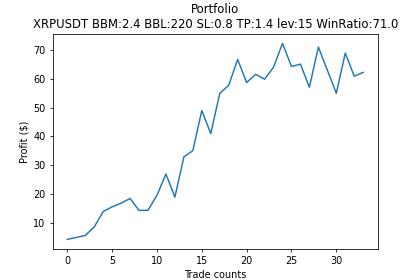 Portfolio
XRPUSDT BBM:2.4 BBL:220 SL:0.8 TP:1.4 lev:15 WinRatio:71.0
70
60
50
40
30
20
10
Profit ($)
0 5 10 15 20 25 30
Trade counts